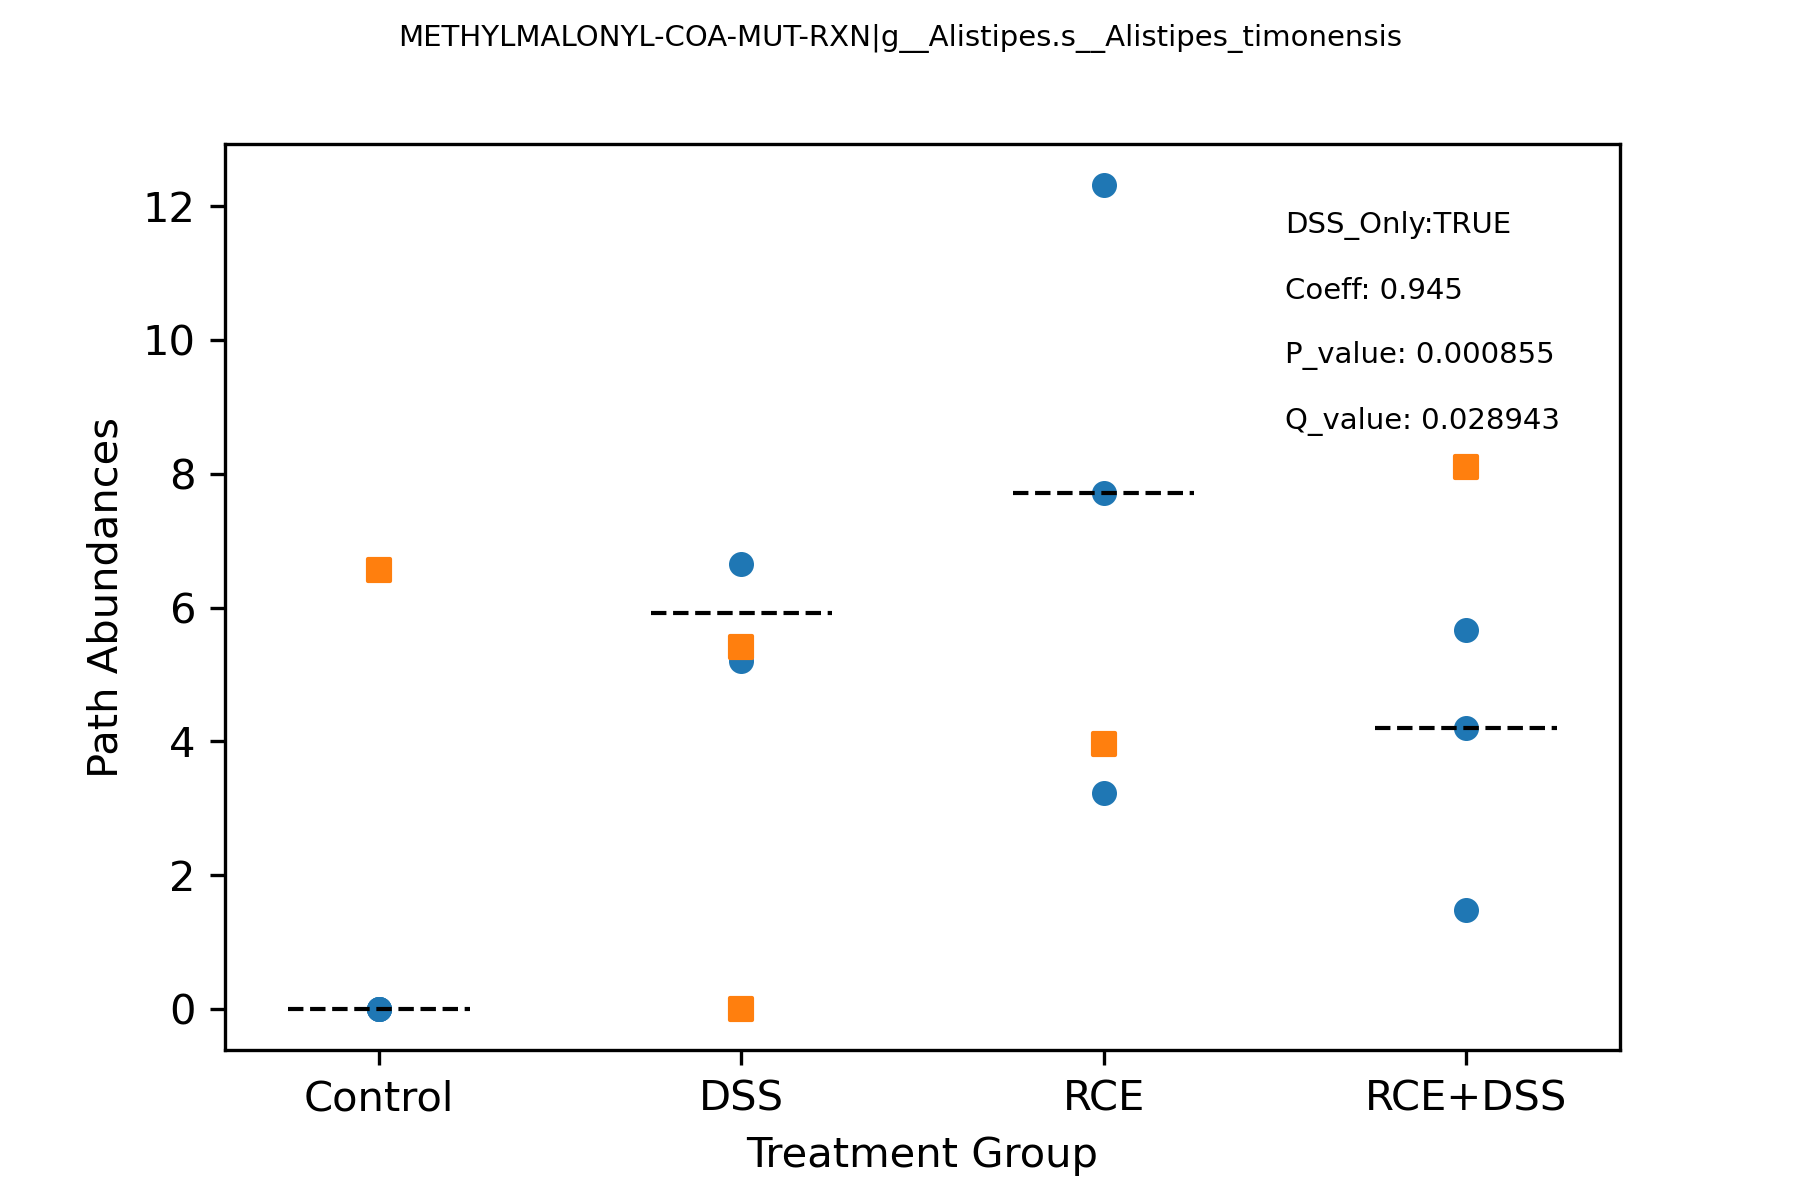 METHYLMALONYL-COA-MUT-RXN|g__Alistipes.s__Alistipes_timonensis
DSS_Only:TRUE
Coeff: 0.945
P_value: 0.000855
Q_value: 0.028943
Path Abundances
12
10
8
6
4
2
0
Control DSS RCE RCE+DSS
Treatment Group